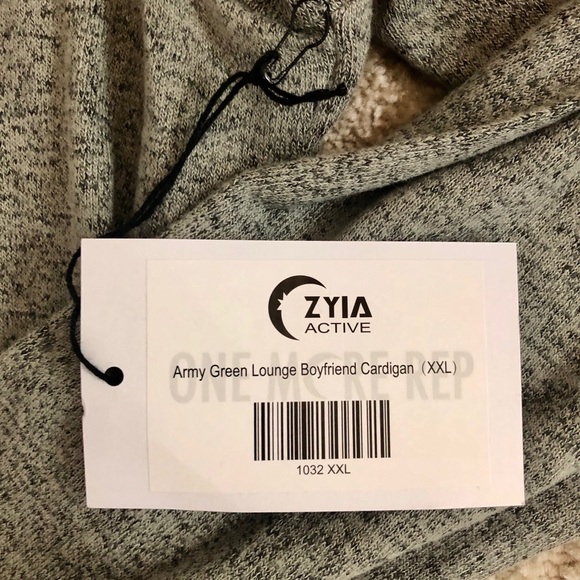 ZYIA
ACTIVE
ONE MORE REP
Army Green Lounge Boyfriend Cardigan (XXL)
1032 XXL